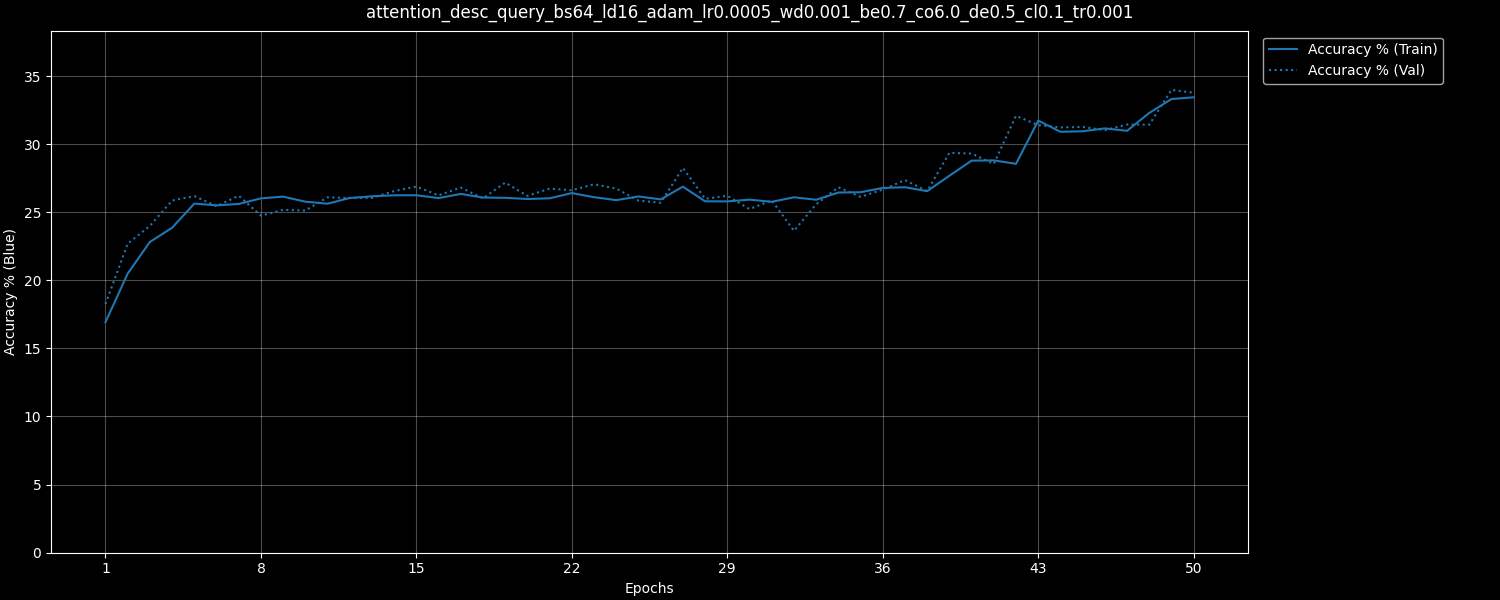 attention_desc_query_bs64_ld16_adam_lr0.0005_wd0.001_be0.7_co6.0_de0.5_cl0.1_tr0.001
Accuracy % (Train)
Accuracy % (Val)
Accuracy % (Blue)
35
30
25
20
15
10
5
0
1 8 15 22 29 36 43 50
Epochs